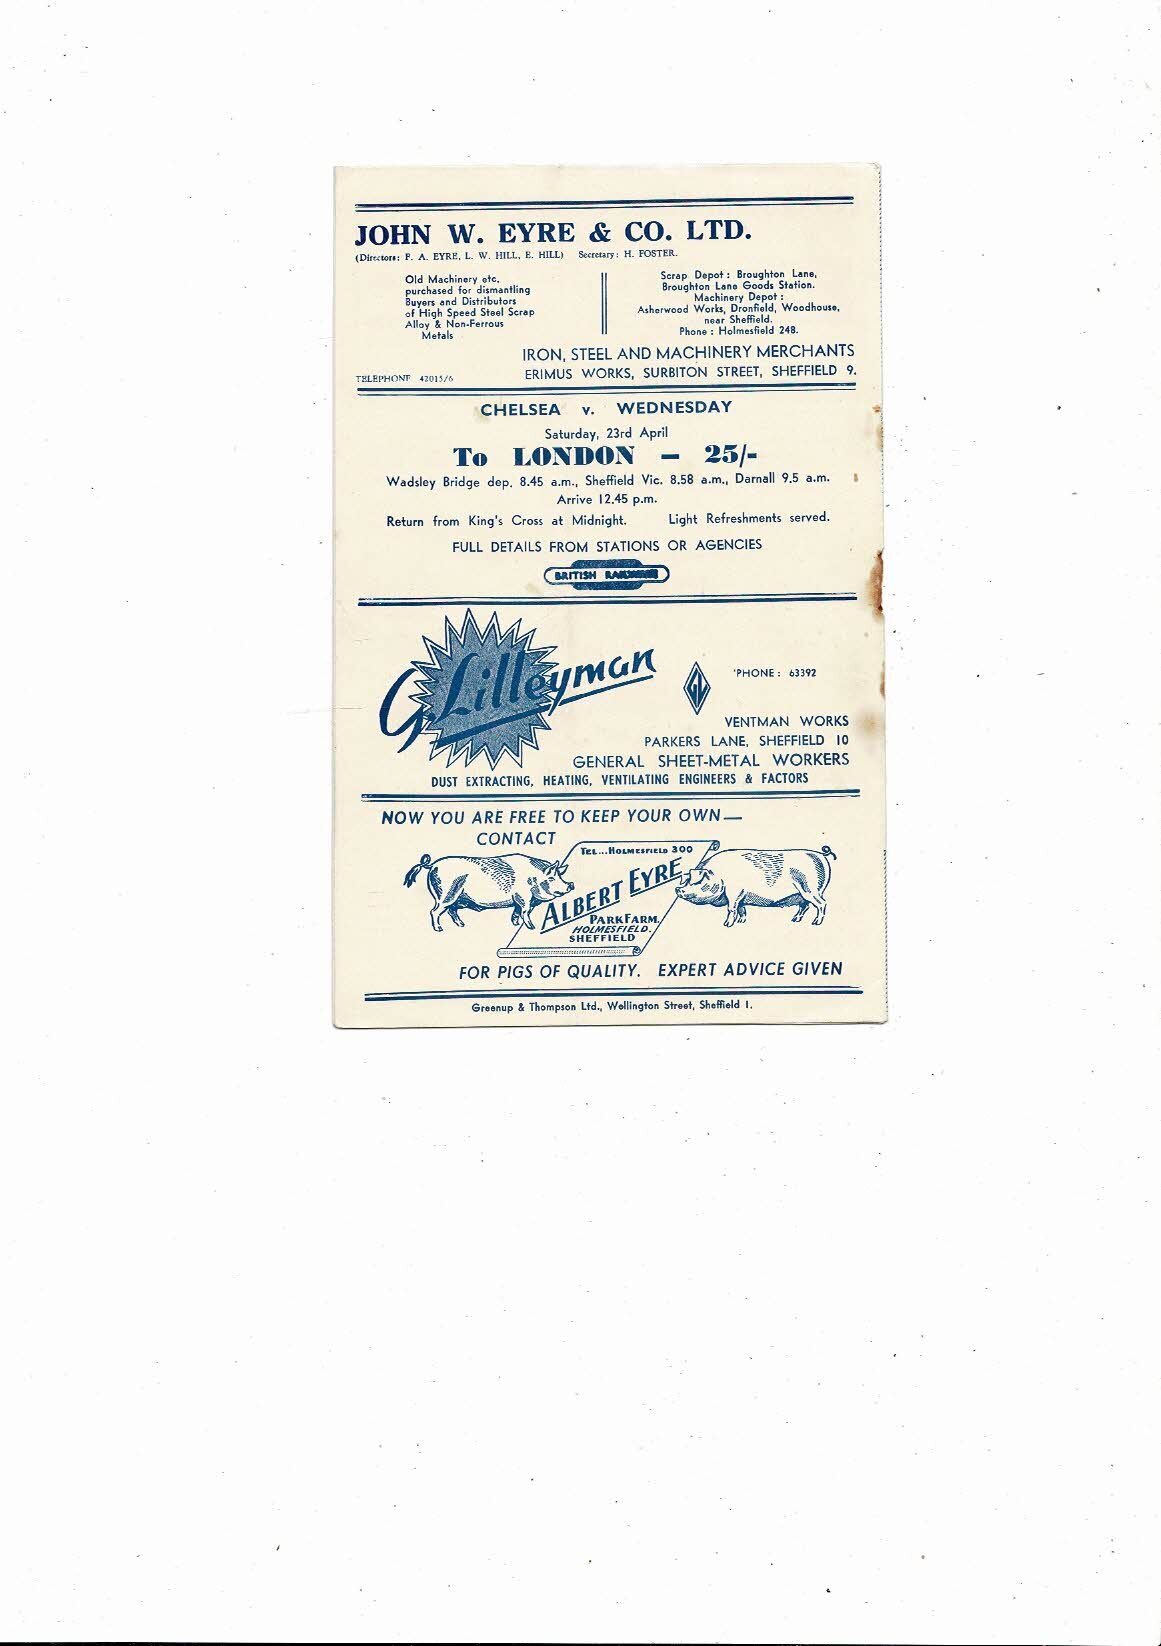 JOHN W. EYRE & CO. LTD.
(Directors: F. A. EYRE, L. W. HILL, E. HILL) Secretary: H. FOSTER.
Old Machinery etc.
purchased for dismantling
Buyers and Distributors
of High Speed Steel Scrap
Alloy & Non-Ferrous
Metals
Scrap Depot: Broughton Lane,
Broughton Lane Goods Station.
Machinery Depot:
Asherwood Works, Dronfield, Woodhouse,
near Sheffield.
Phone: Holmesfield 248.
IRON, STEEL AND MACHINERY MERCHANTS
TELEPHONE 42015/6
ERIMUS WORKS, SURBITON STREET, SHEFFIELD 9.
CHELSEA v. WEDNESDAY
Saturday, 23rd April
To LONDON — 25/-
Wadsley Bridge dep. 8.45 a.m., Sheffield Vic. 8.58 a.m., Darnall 9.5 a.m.
Arrive 12.45 p.m.
Return from King's Cross at Midnight. Light Refreshments served.
FULL DETAILS FROM STATIONS OR AGENCIES
BRITISH RAILWAYS
G. Lilleyman
GL
'PHONE: 63392
VENTMAN WORKS
PARKERS LANE, SHEFFIELD 10
GENERAL SHEET-METAL WORKERS
DUST EXTRACTING, HEATING, VENTILATING ENGINEERS & FACTORS
NOW YOU ARE FREE TO KEEP YOUR OWN—
CONTACT
TEL...HOLMESFIELD 300
ALBERT EYRE
PARK FARM.
HOLMESFIELD.
SHEFFIELD
FOR PIGS OF QUALITY. EXPERT ADVICE GIVEN
Greenup & Thompson Ltd., Wellington Street, Sheffield 1.